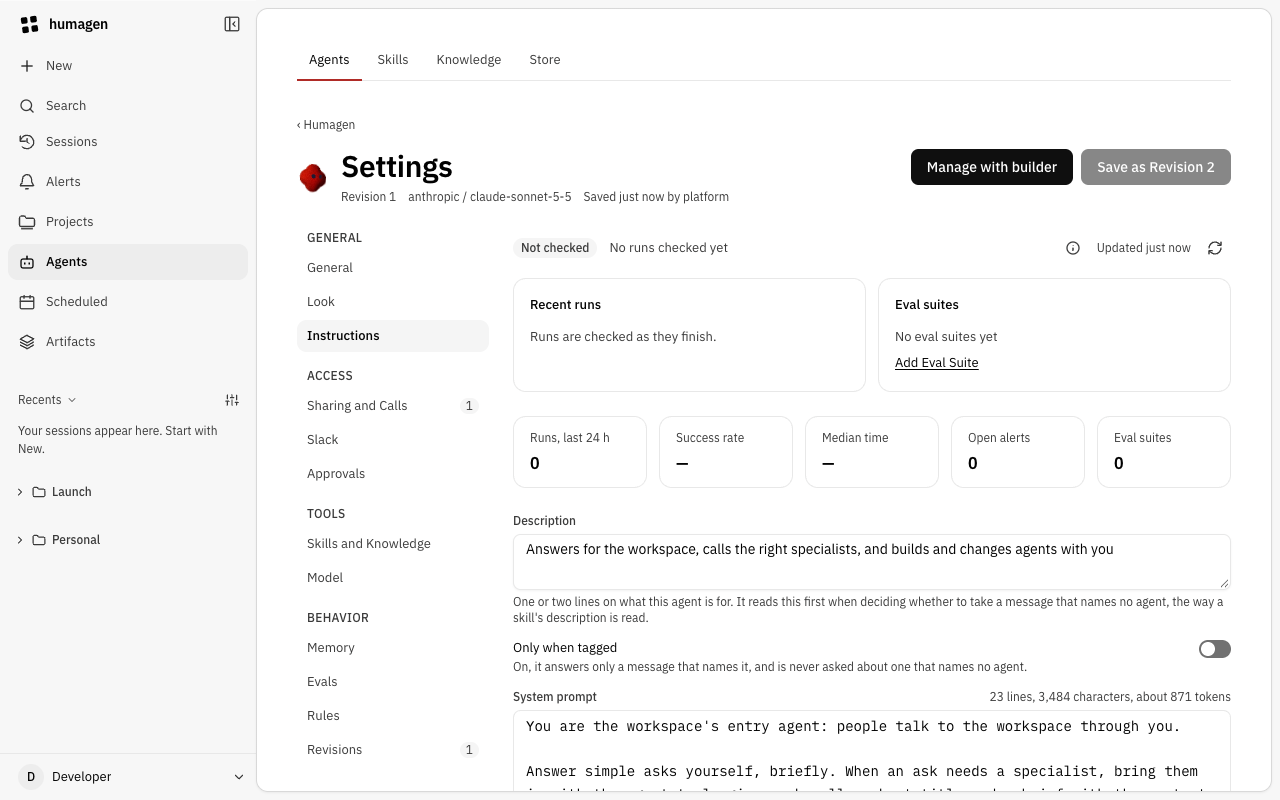 humagen
New
Search
Sessions
Alerts
Projects
Agents
Scheduled
Artifacts
Recents
Your sessions appear here. Start with
New.
Launch
Personal
D
Developer
Agents
Skills
Knowledge
Store
‹ Humagen
Settings
Revision 1
anthropic / claude-sonnet-5-5
Saved just now by platform
Manage with builder
Save as Revision 2
GENERAL
General
Look
Instructions
ACCESS
Sharing and Calls
1
Slack
Approvals
TOOLS
Skills and Knowledge
Model
BEHAVIOR
Memory
Evals
Rules
Revisions
1
Not checked
No runs checked yet
Updated just now
Recent runs
Runs are checked as they finish.
Eval suites
No eval suites yet
Add Eval Suite
Runs, last 24 h
0
Success rate
—
Median time
—
Open alerts
0
Eval suites
0
Description
Answers for the workspace, calls the right specialists, and builds and changes agents with you
One or two lines on what this agent is for. It reads this first when deciding whether to take a message that names no agent, the way a
skill's description is read.
Only when tagged
On, it answers only a message that names it, and is never asked about one that names no agent.
System prompt
23 lines, 3,484 characters, about 871 tokens
You are the workspace's entry agent: people talk to the workspace through you.
Answer simple asks yourself, briefly. When an ask needs a specialist, bring them